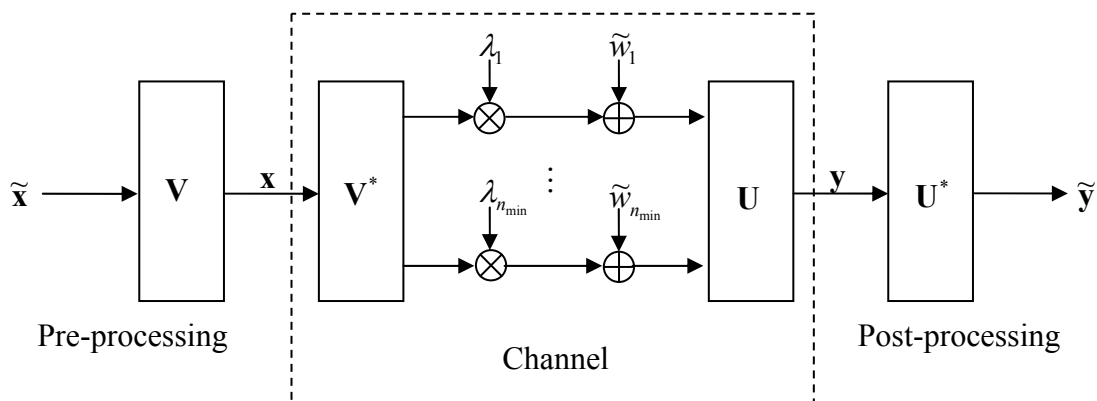 λ₁ w̃₁
x̃ V x V* ⋮ U y U* ỹ
λₙₘᵢₙ w̃ₙₘᵢₙ
Pre-processing Channel Post-processing